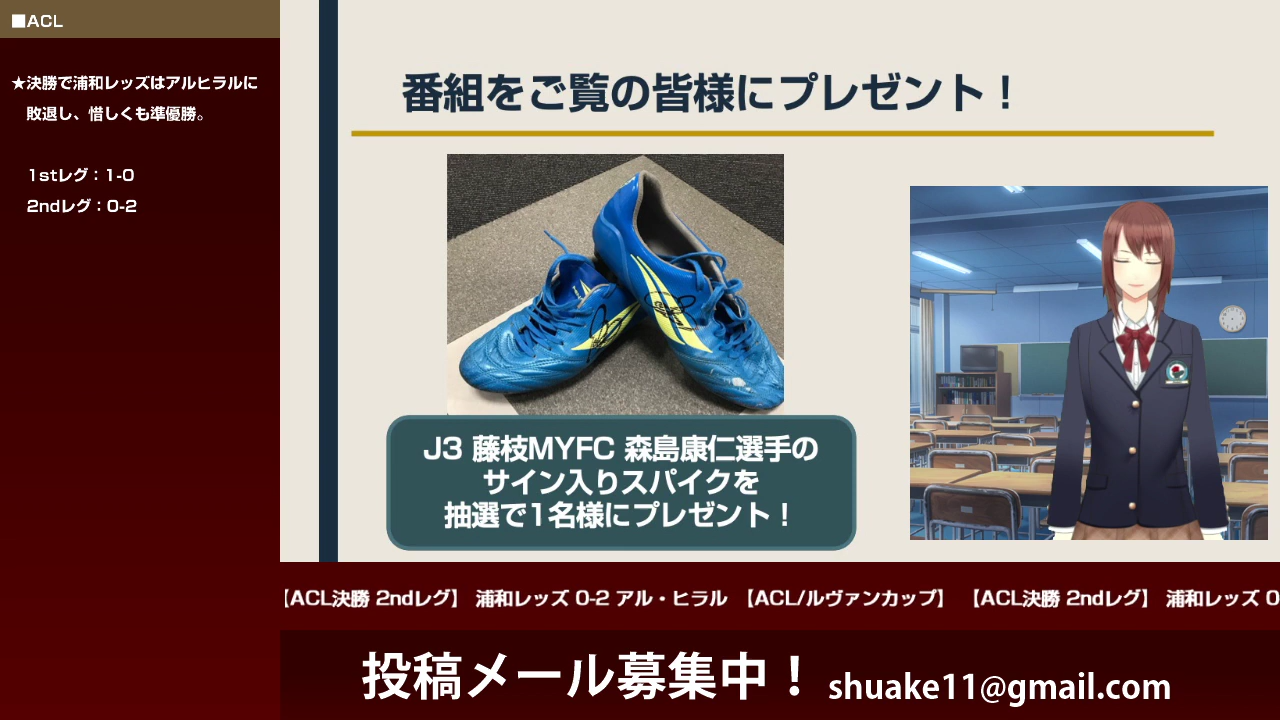 ■ACL
★決勝で浦和レッズはアルヒラルに
敗退し、惜しくも準優勝。
1stレグ：1-0
2ndレグ：0-2
番組をご覧の皆様にプレゼント！
J3 藤枝MYFC 森島康仁選手の
サイン入りスパイクを
抽選で1名様にプレゼント！
【ACL決勝 2ndレグ】 浦和レッズ 0-2 アル・ヒラル 【ACL/ルヴァンカップ】 【ACL決勝 2ndレグ】 浦和レッズ 0
投稿メール募集中！ shuake11@gmail.com